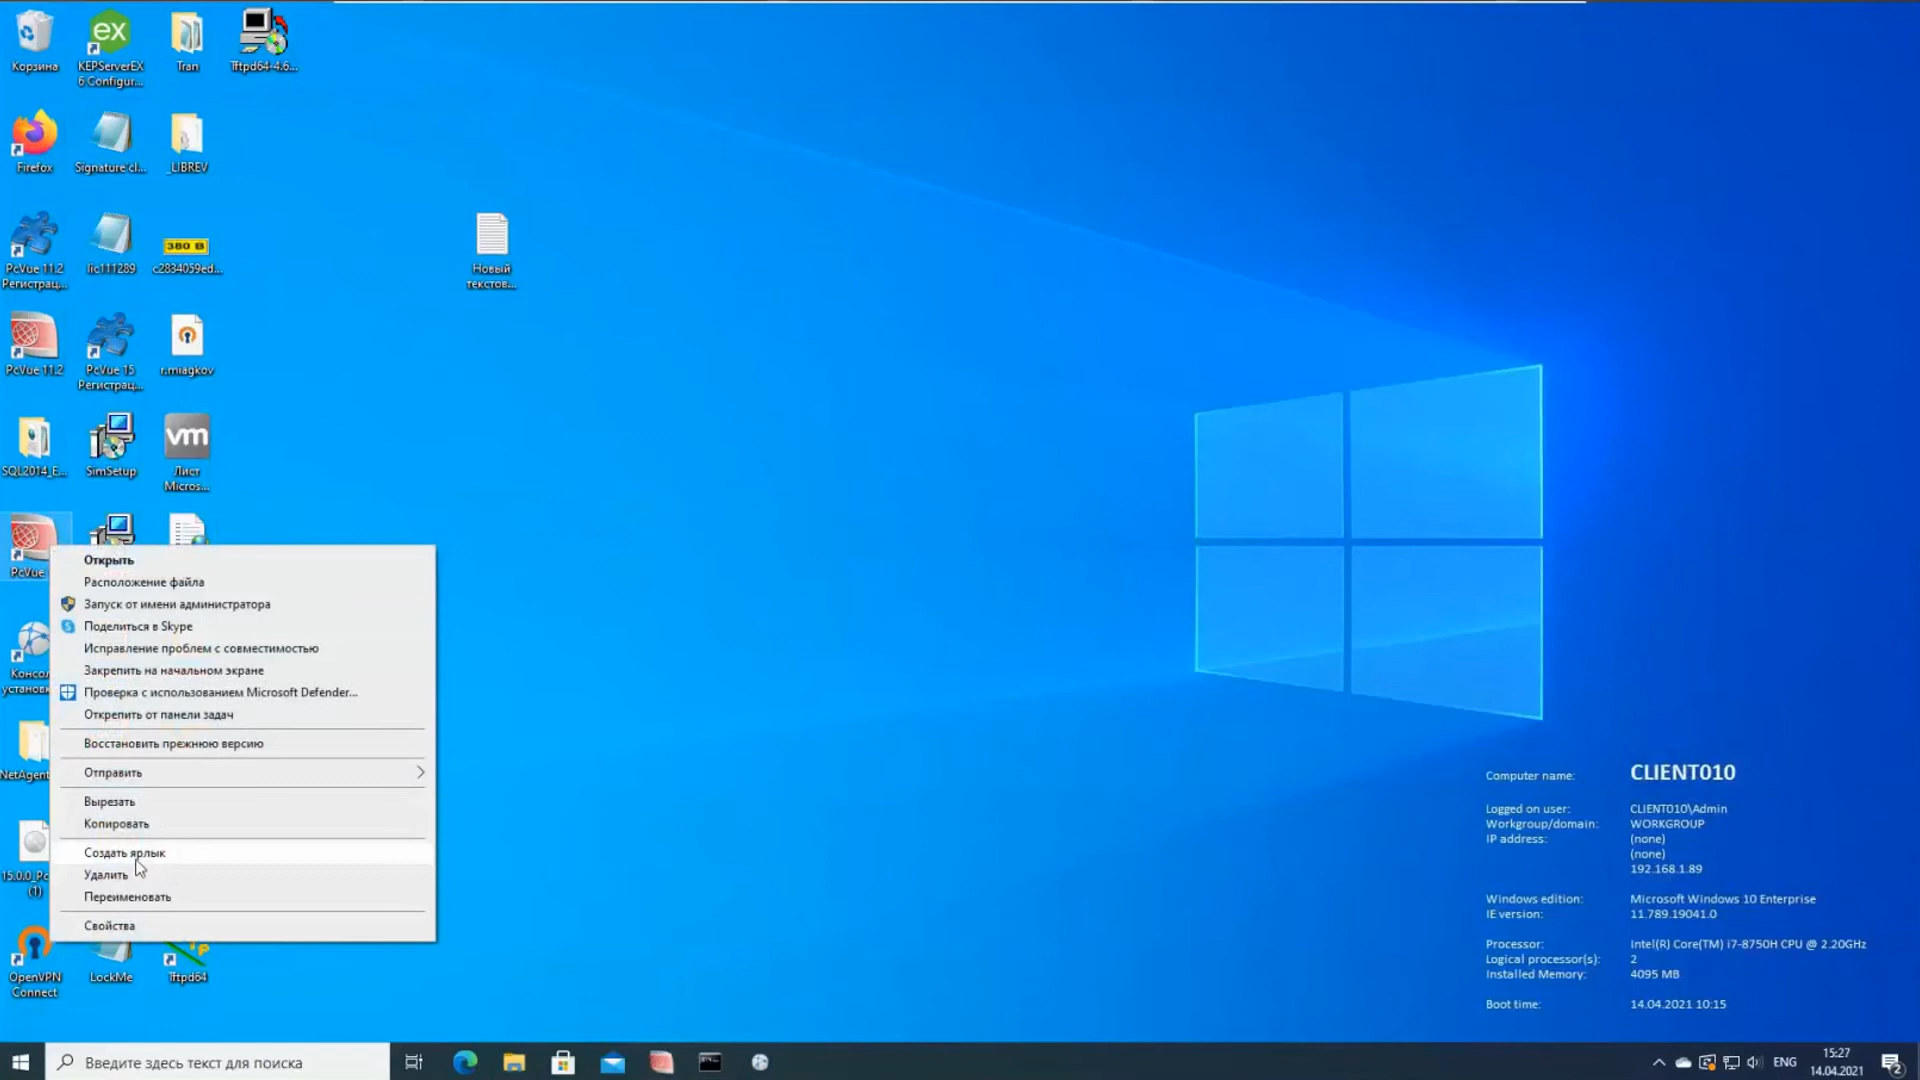 Корзина
KEPServerEX
6 Configur...
Tran
Tftpd64-4.6...
Firefox
Signature cl...
_LIBREV
PcVue 11.2
Регистрац...
lic111289
380 В
c2834059ed...
Новый
текстов...
PcVue 11.2
PcVue 15
Регистрац...
r.miagkov
SQL2014_E...
SimSetup
vm
Лист
Micros...
PcVue
Открыть
Расположение файла
Запуск от имени администратора
Поделиться в Skype
Исправление проблем с совместимостью
Закрепить на начальном экране
Проверка с использованием Microsoft Defender...
Открепить от панели задач
Восстановить прежнюю версию
Отправить
Вырезать
Копировать
Создать ярлык
Удалить
Переименовать
Свойства
Консол
установк
NetAgent
15.0.0_Pc
(1)
OpenVPN
Connect
LockMe
Tftpd64
Computer name: CLIENT010
Logged on user: CLIENT010\Admin
Workgroup/domain: WORKGROUP
IP address: (none)
(none)
192.168.1.89
Windows edition: Microsoft Windows 10 Enterprise
IE version: 11.789.19041.0
Processor: Intel(R) Core(TM) i7-8750H CPU @ 2.20GHz
Logical processor(s): 2
Installed Memory: 4095 MB
Boot time: 14.04.2021 10:15
Введите здесь текст для поиска
ENG
15:27
14.04.2021
2